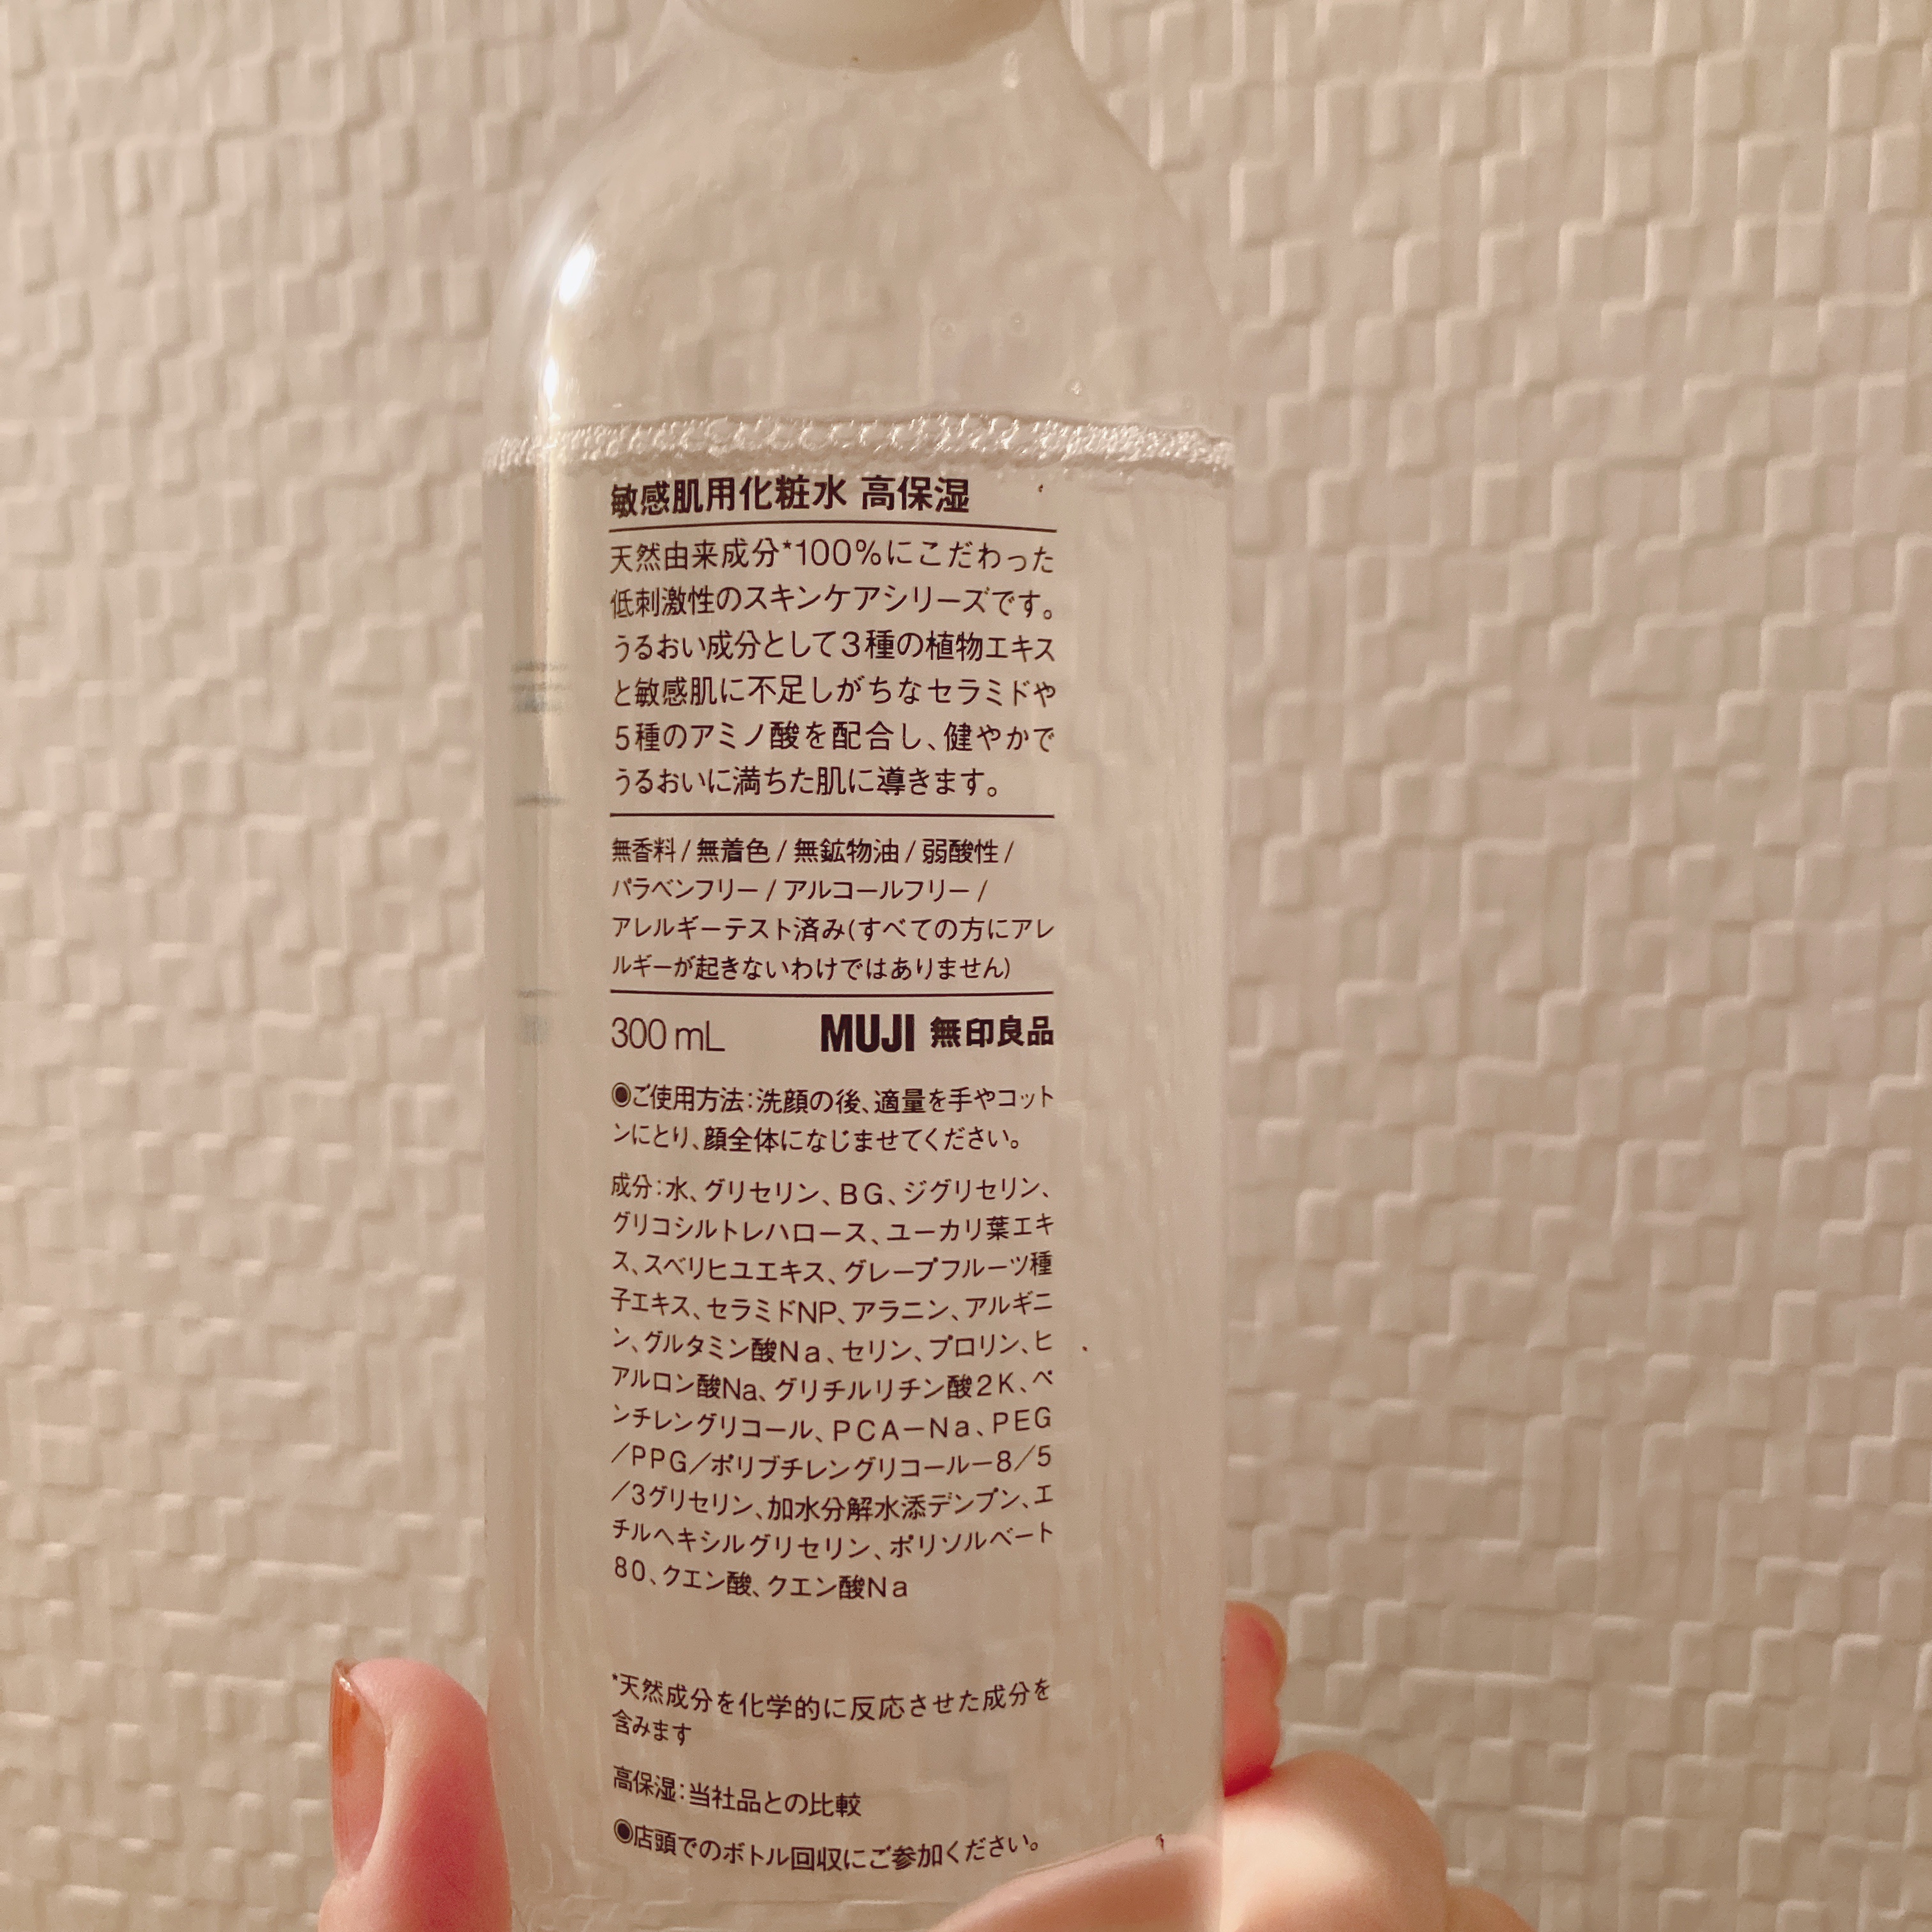 敏感肌用化粧水 高保湿
天然由来成分*100%にこだわった
低刺激性のスキンケアシリーズです。
うるおい成分として3種の植物エキス
と敏感肌に不足しがちなセラミドや
5種のアミノ酸を配合し、健やかで
うるおいに満ちた肌に導きます。
無香料/無着色/無鉱物油/弱酸性/
パラベンフリー/アルコールフリー/
アレルギーテスト済み(すべての方にアレ
ルギーが起きないわけではありません)
300 mL MUJI 無印良品
◉ご使用方法:洗顔の後、適量を手やコット
ンにとり、顔全体になじませてください。
成分:水、グリセリン、BG、ジグリセリン、
グリコシルトレハロース、ユーカリ葉エキ
ス、スベリヒユエキス、グレープフルーツ種
子エキス、セラミドNP、アラニン、アルギニ
ン、グルタミン酸Na、セリン、プロリン、ヒ
アルロン酸Na、グリチルリチン酸2K、ペ
ンチレングリコール、PCA-Na、PEG
/PPG/ポリブチレングリコール-8/5
/3グリセリン、加水分解水添デンプン、エ
チルヘキシルグリセリン、ポリソルベート
80、クエン酸、クエン酸Na
*天然成分を化学的に反応させた成分を
含みます
高保湿:当社品との比較
◉店頭でのボトル回収にご参加ください。